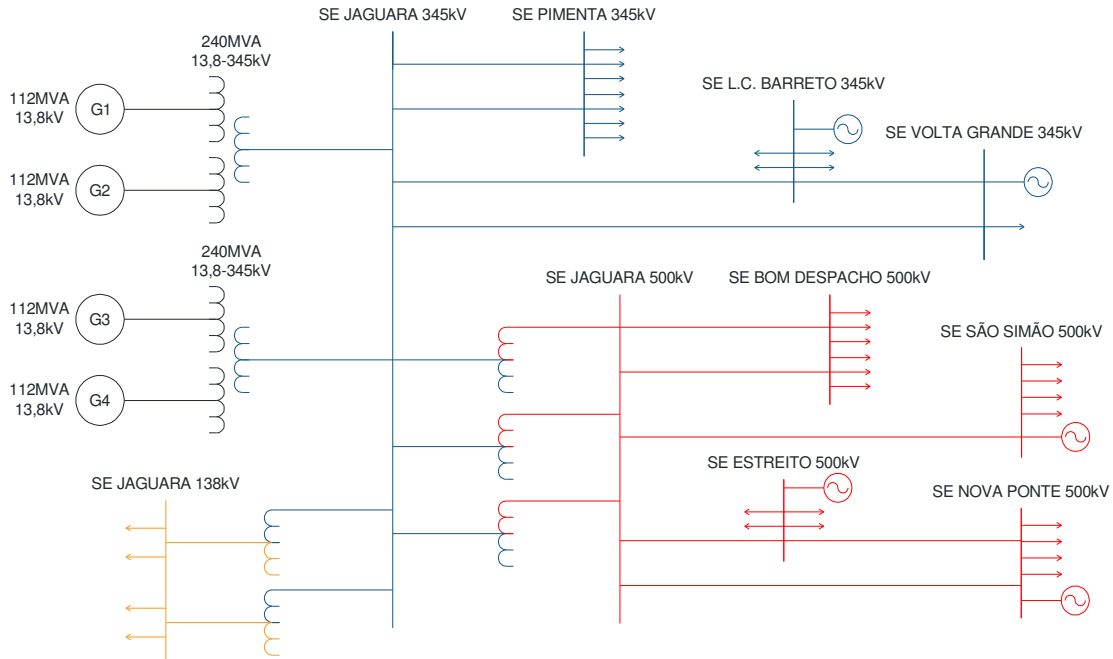 SE JAGUARA 345kV
SE PIMENTA 345kV
240MVA
13,8-345kV
112MVA
13,8kV
G1
SE L.C. BARRETO 345kV
SE VOLTA GRANDE 345kV
112MVA
13,8kV
G2
240MVA
13,8-345kV
SE JAGUARA 500kV
SE BOM DESPACHO 500kV
112MVA
13,8kV
G3
SE SÃO SIMÃO 500kV
112MVA
13,8kV
G4
SE ESTREITO 500kV
SE JAGUARA 138kV
SE NOVA PONTE 500kV